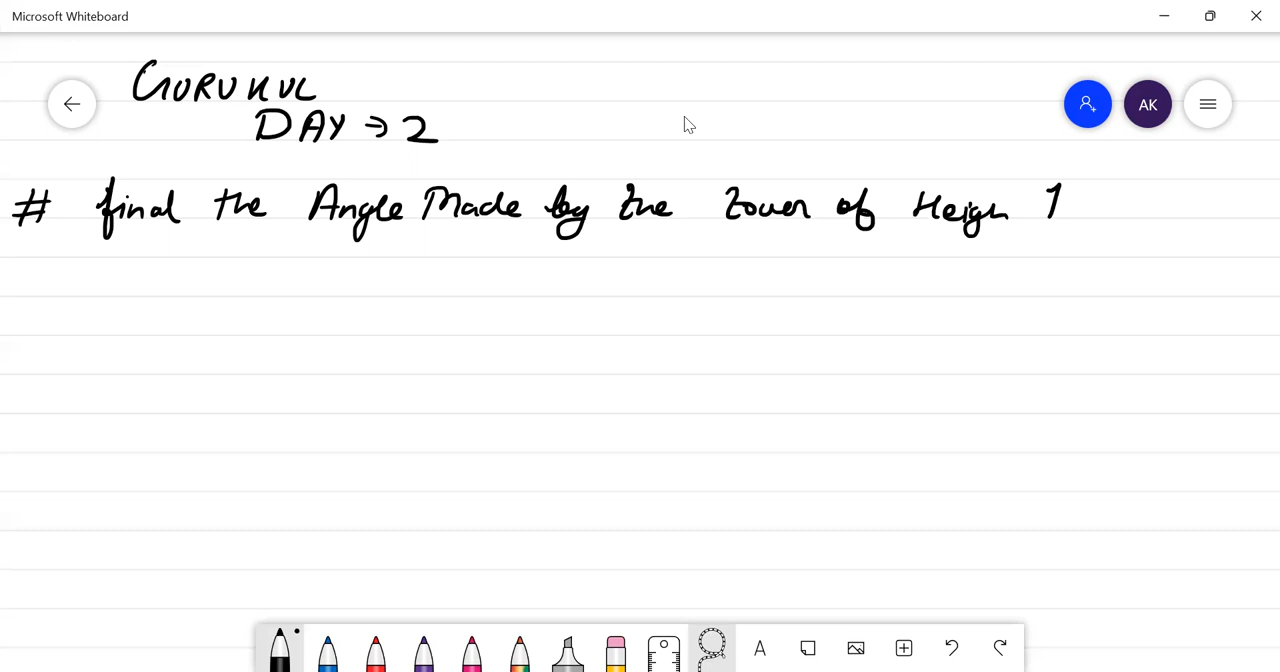 Microsoft Whiteboard
GURUKUL
DAY → 2
AK
# final the Angle Made by the tower of Heigh 1
A